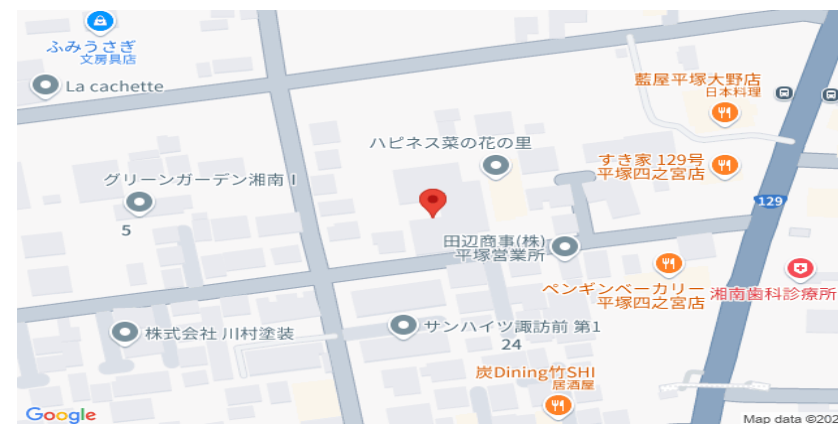 ふみうさぎ
文房具店
La cachette
藍屋平塚大野店
日本料理
ハピネス菜の花の里
すき家 129号
平塚四之宮店
グリーンガーデン湘南 I
5
129
田辺商事(株)
平塚営業所
ペンギンベーカリー
平塚四之宮店
湘南歯科診療所
株式会社 川村塗装
サンハイツ諏訪前 第1
24
炭Dining竹SHI
居酒屋
Google
Map data ©202